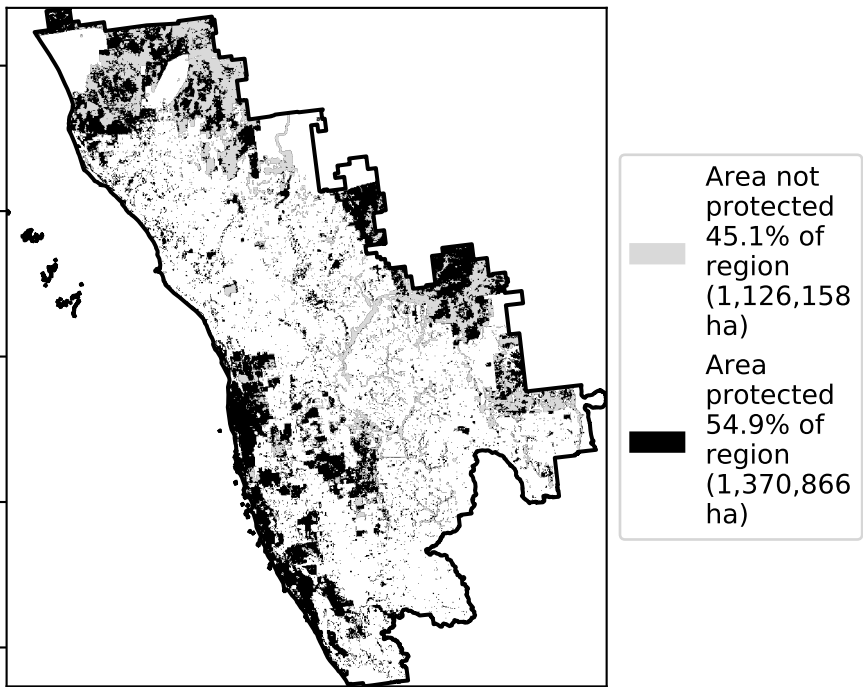 Area not
protected
45.1% of
region
(1,126,158
ha)
Area
protected
54.9% of
region
(1,370,866
ha)